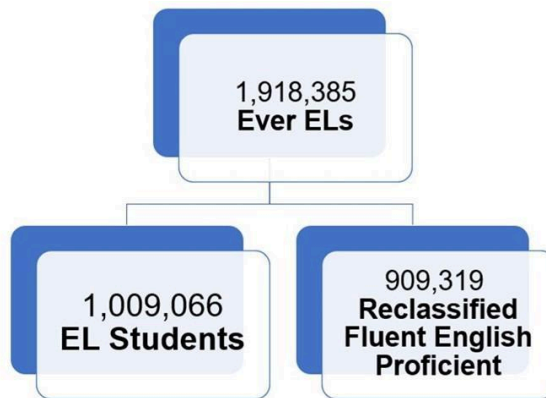 1,918,385
Ever ELs
1,009,066
EL Students
909,319
Reclassified
Fluent English
Proficient